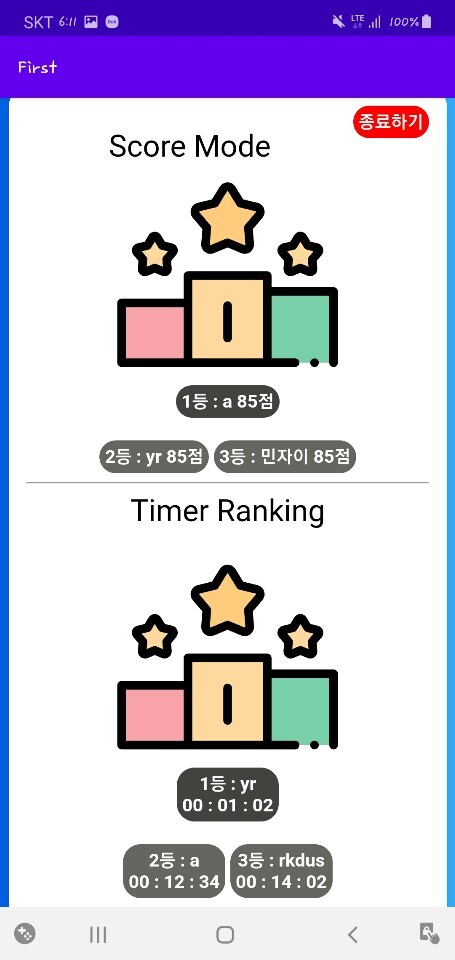 SKT 6:11 LTE 100%
First
종료하기
Score Mode
1등 : a 85점
2등 : yr 85점 3등 : 민자이 85점
Timer Ranking
1등 : yr
00 : 01 : 02
2등 : a 3등 : rkdus
00 : 12 : 34 00 : 14 : 02